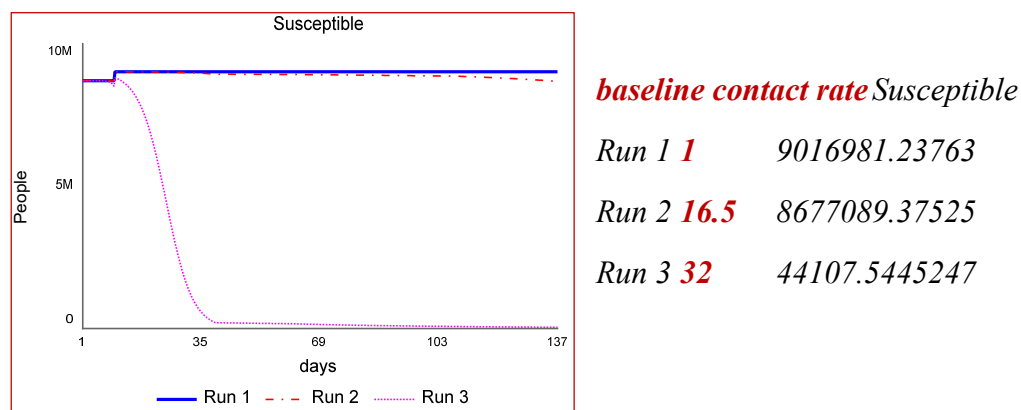 Susceptible
10M
5M
0
People
1 35 69 103 137
days
Run 1 Run 2 Run 3
baseline contact rate Susceptible
Run 1 1 9016981.23763
Run 2 16.5 8677089.37525
Run 3 32 44107.5445247